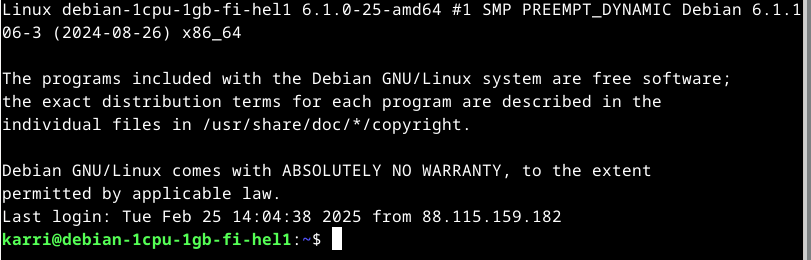 Linux debian-1cpu-1gb-fi-hel1 6.1.0-25-amd64 #1 SMP PREEMPT_DYNAMIC Debian 6.1.1
06-3 (2024-08-26) x86_64
The programs included with the Debian GNU/Linux system are free software;
the exact distribution terms for each program are described in the
individual files in /usr/share/doc/*/copyright.
Debian GNU/Linux comes with ABSOLUTELY NO WARRANTY, to the extent
permitted by applicable law.
Last login: Tue Feb 25 14:04:38 2025 from 88.115.159.182
karri@debian-1cpu-1gb-fi-hel1:~$